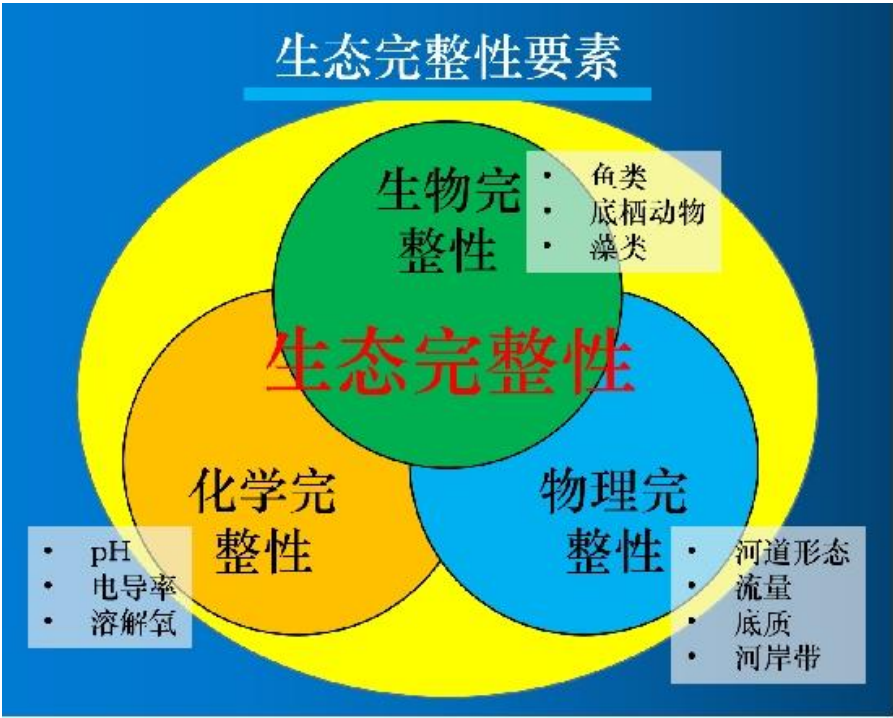 生态完整性要素
生物完
整性
• 鱼类
• 底栖动物
• 藻类
生态完整性
化学完
整性
• pH
• 电导率
• 溶解氧
物理完
整性
• 河道形态
• 流量
• 底质
• 河岸带